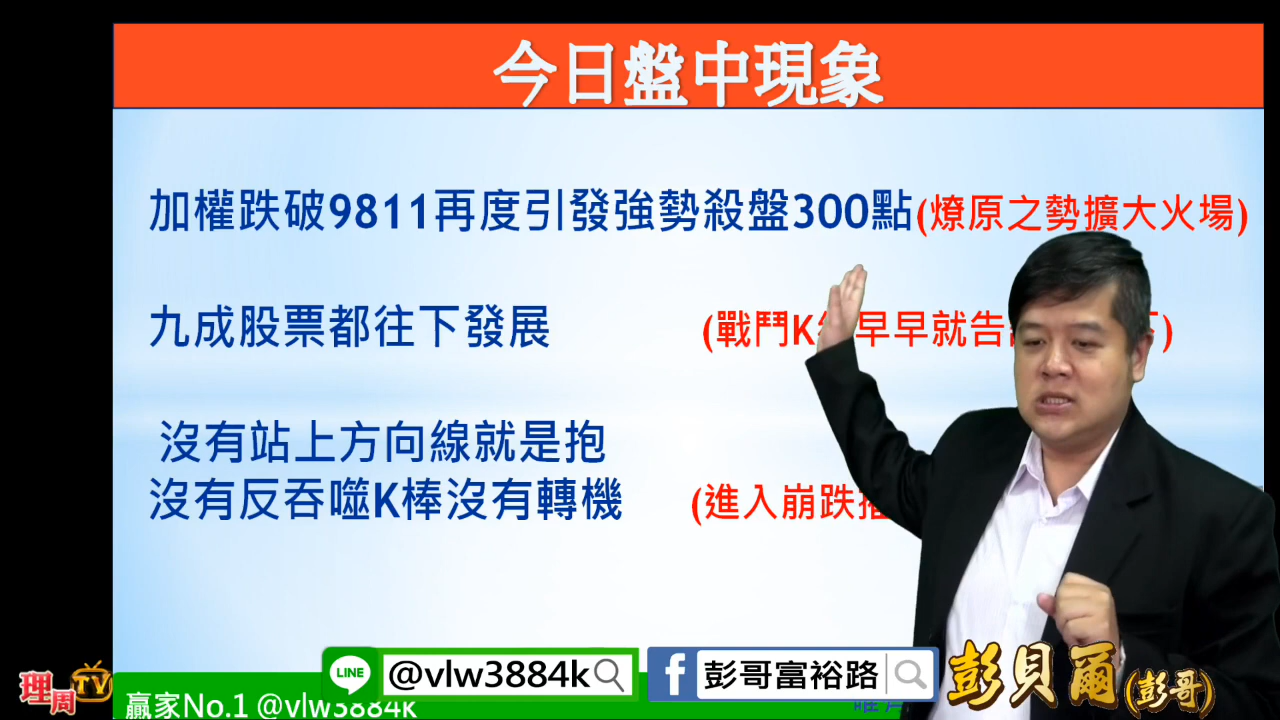 今日盤中現象
加權跌破9811再度引發強勢殺盤300點(燎原之勢擴大火場)
九成股票都往下發展 (戰鬥K 早早就告 )
沒有站上方向線就是抱
沒有反吞噬K棒沒有轉機 (進入崩跌
LINE @vlw3884k
f 彭哥富裕路
彭貝爾(彭哥)
理周TV
贏家No.1 @vlw3884k